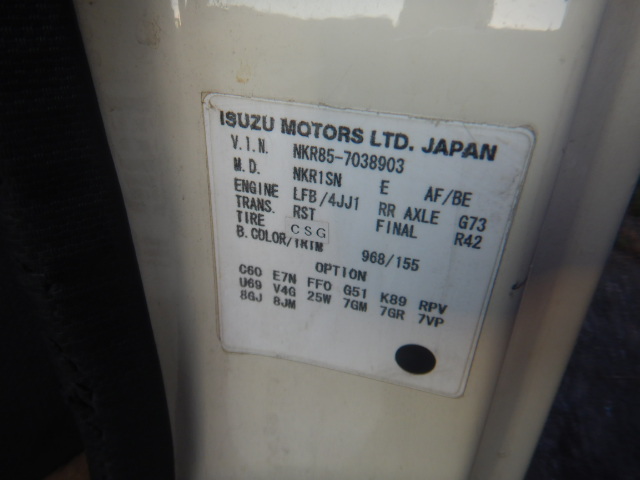 ISUZU MOTORS LTD. JAPAN
V.I.N. NKR85-7038903
M.D. NKR1SN E AF/BE
ENGINE LFB/4JJ1 RR AXLE G73
TRANS. RST FINAL R42
TIRE CSG
B.COLOR/TRIM 968/155
OPTION
C60 E7N FF0 G51 K89 RPV
U69 V4G 25W 7GM 7GR 7VP
8GJ 8JM